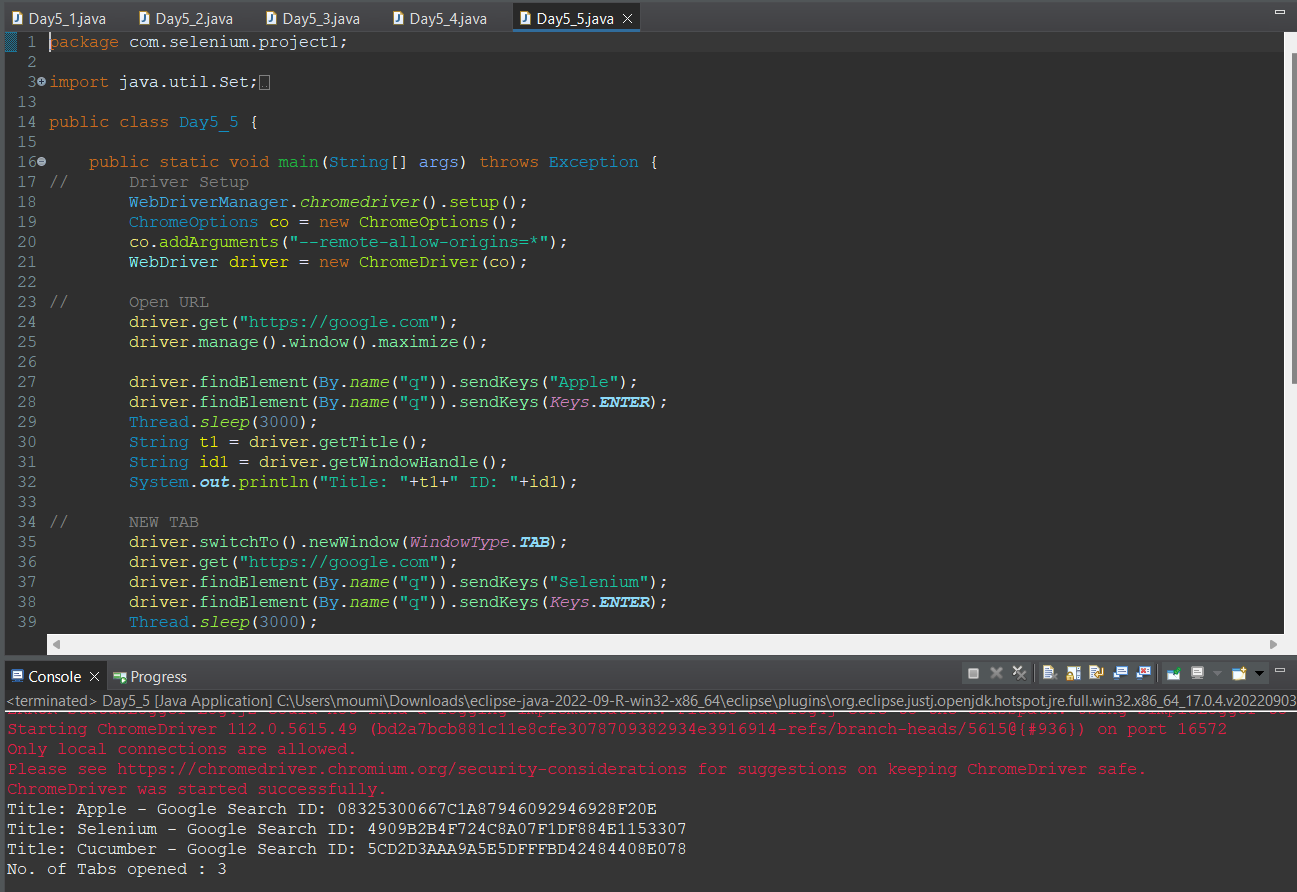 Day5_1.java Day5_2.java Day5_3.java Day5_4.java Day5_5.java
1 package com.selenium.project1;
2
3 import java.util.Set;
13
14 public class Day5_5 {
15
16 public static void main(String[] args) throws Exception {
17 // Driver Setup
18 WebDriverManager.chromedriver().setup();
19 ChromeOptions co = new ChromeOptions();
20 co.addArguments("--remote-allow-origins=*");
21 WebDriver driver = new ChromeDriver(co);
22
23 // Open URL
24 driver.get("https://google.com");
25 driver.manage().window().maximize();
26
27 driver.findElement(By.name("q")).sendKeys("Apple");
28 driver.findElement(By.name("q")).sendKeys(Keys.ENTER);
29 Thread.sleep(3000);
30 String t1 = driver.getTitle();
31 String id1 = driver.getWindowHandle();
32 System.out.println("Title: "+t1+" ID: "+id1);
33
34 // NEW TAB
35 driver.switchTo().newWindow(WindowType.TAB);
36 driver.get("https://google.com");
37 driver.findElement(By.name("q")).sendKeys("Selenium");
38 driver.findElement(By.name("q")).sendKeys(Keys.ENTER);
39 Thread.sleep(3000);
Console Progress
<terminated> Day5_5 [Java Application] C:\Users\moumi\Downloads\eclipse-java-2022-09-R-win32-x86_64\eclipse\plugins\org.eclipse.justj.openjdk.hotspot.jre.full.win32.x86_64_17.0.4.v20220903
Starting ChromeDriver 112.0.5615.49 (bd2a7bcb881c11e8cfe3078709382934e3916914-refs/branch-heads/5615@{#936}) on port 16572
Only local connections are allowed.
Please see https://chromedriver.chromium.org/security-considerations for suggestions on keeping ChromeDriver safe.
ChromeDriver was started successfully.
Title: Apple - Google Search ID: 08325300667C1A87946092946928F20E
Title: Selenium - Google Search ID: 4909B2B4F724C8A07F1DF884E1153307
Title: Cucumber - Google Search ID: 5CD2D3AAA9A5E5DFFFBD42484408E078
No. of Tabs opened : 3